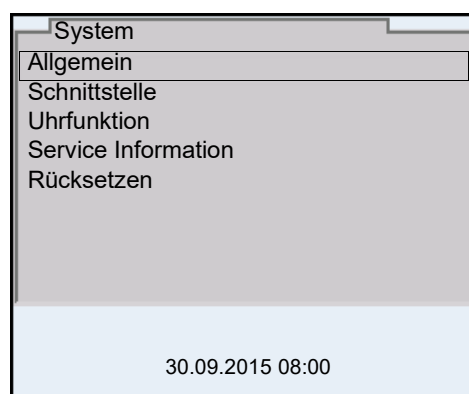 System
Allgemein
Schnittstelle
Uhrfunktion
Service Information
Rücksetzen
30.09.2015 08:00